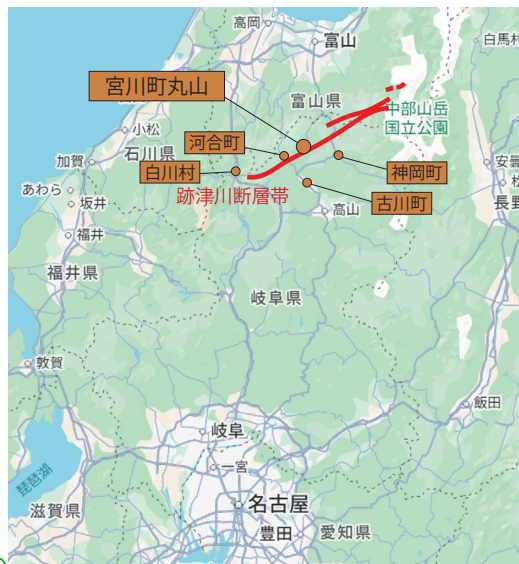 高岡
富山
白馬村
宮川町丸山
富山県
小松
中部山岳
国立公園
河合町
石川県
加賀
白川村
神岡町
安曇
松
あわら
跡津川断層帯
坂井
古川町
長野
高山
福井
福井県
岐阜県
敦賀
飯田
岐阜
一宮
琵琶湖
名古屋
滋賀県
豊田
愛知県